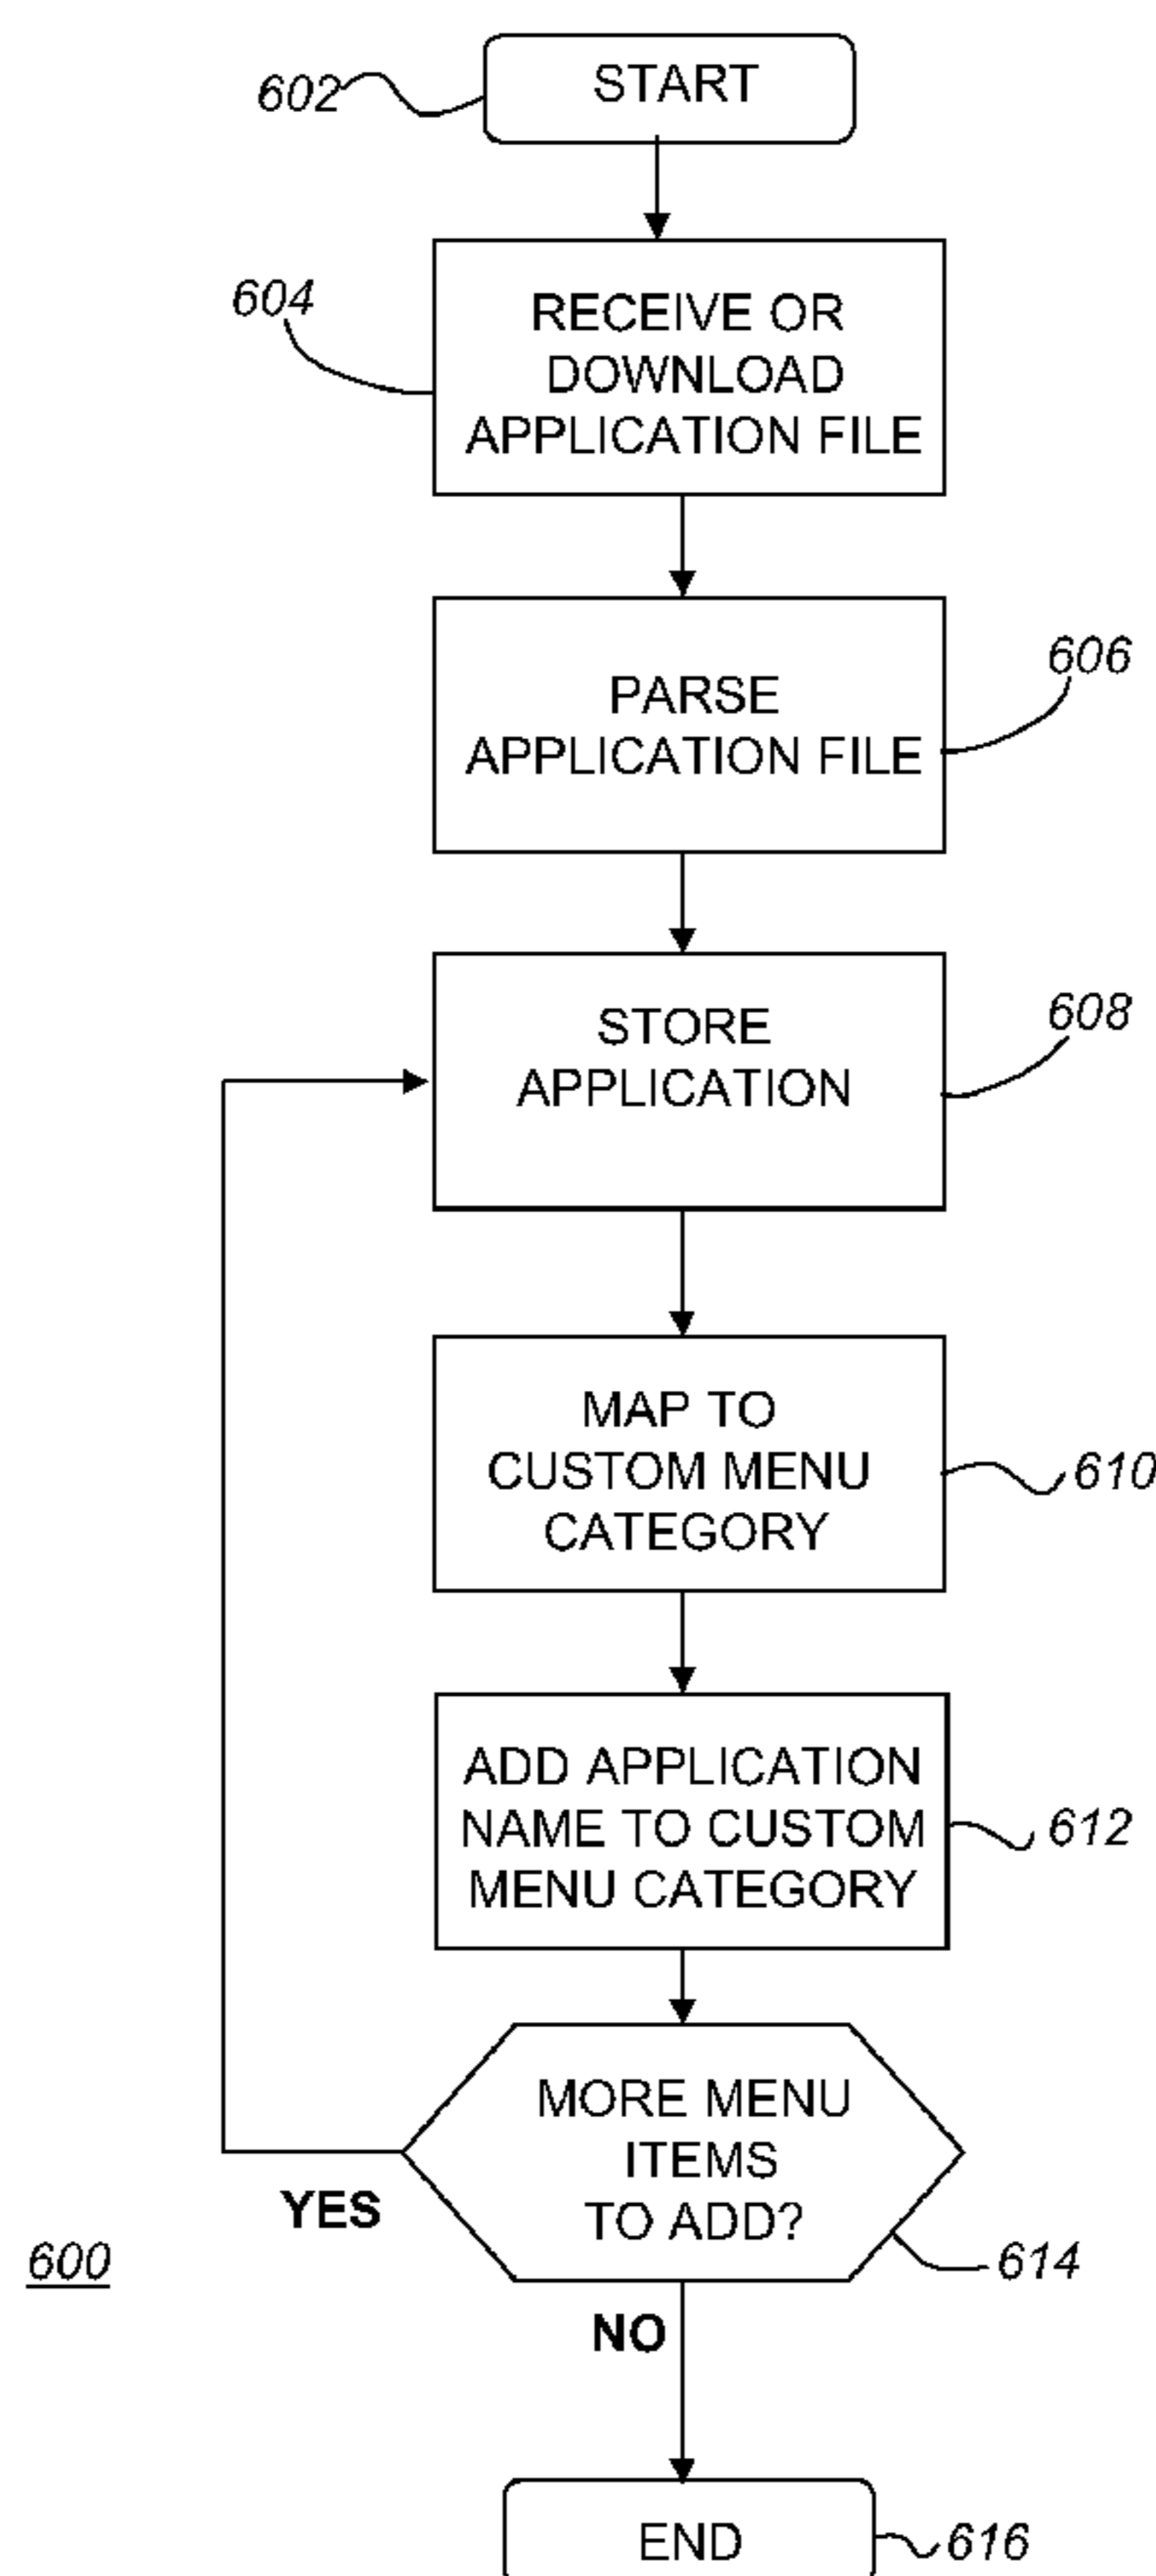 START
602
604
RECEIVE OR
DOWNLOAD
APPLICATION FILE
606
PARSE
APPLICATION FILE
608
STORE
APPLICATION
MAP TO
CUSTOM MENU
CATEGORY
610
ADD APPLICATION
NAME TO CUSTOM
MENU CATEGORY
612
MORE MENU
ITEMS
TO ADD?
YES
614
600
NO
END
616